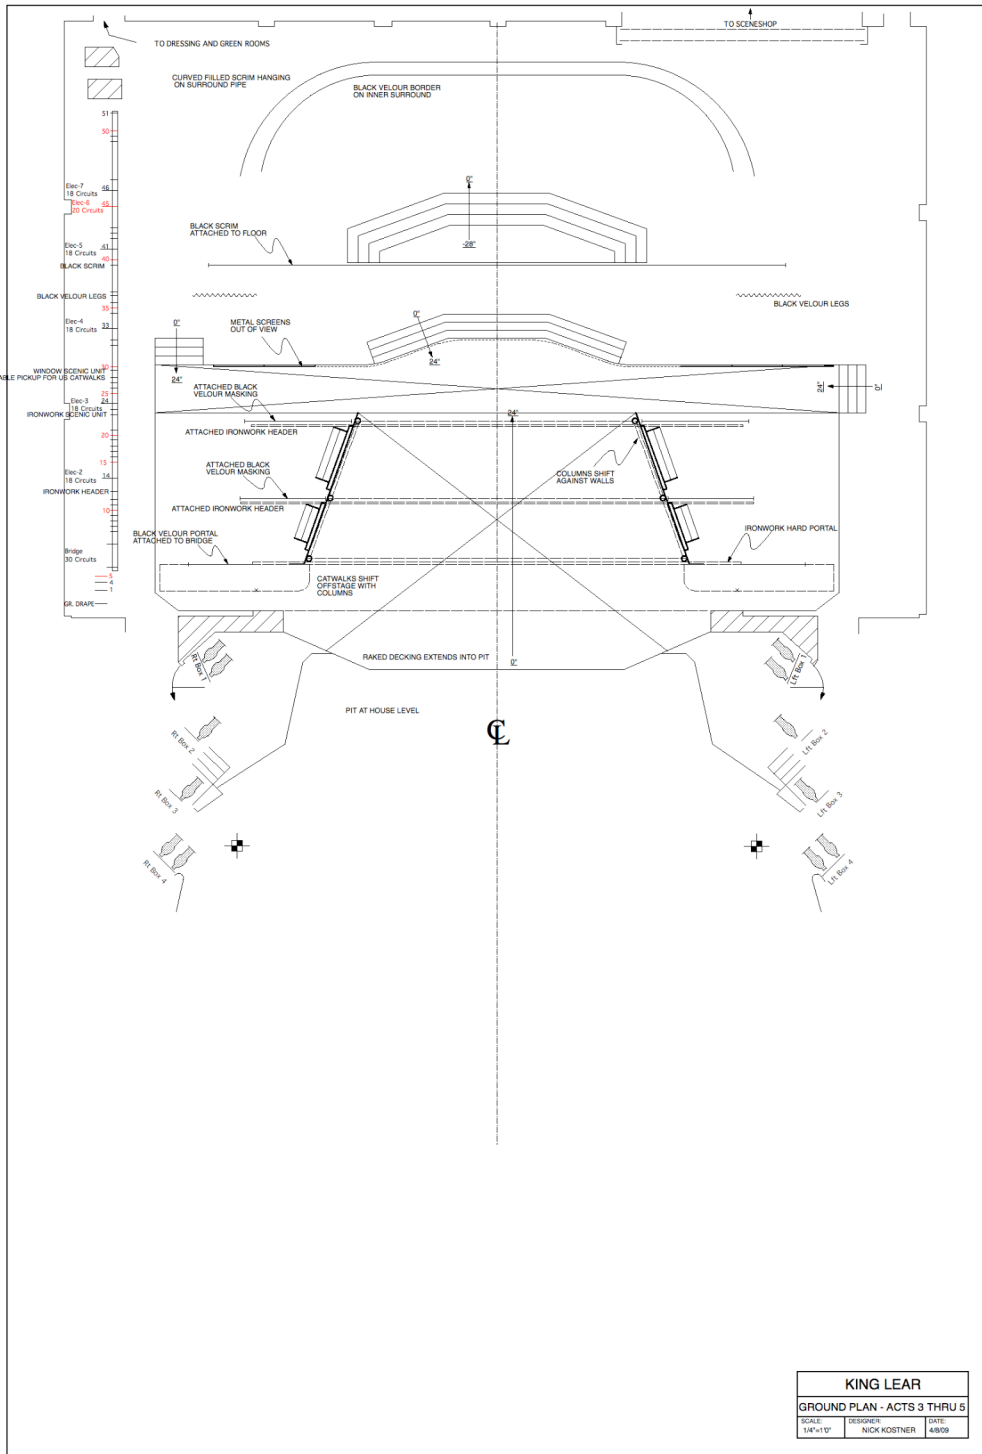 TO SCENESHOP
TO DRESSING AND GREEN ROOMS
CURVED FILLED SCRIM HANGING
ON SURROUND PIPE
BLACK VELOUR BORDER
ON INNER SURROUND
51
50
Elec-7
18 Circuits
46
Elec-6
20 Circuits
45
0"
-28"
BLACK SCRIM
ATTACHED TO FLOOR
Elec-5
18 Circuits
41
40
BLACK SCRIM
BLACK VELOUR LEGS
35
BLACK VELOUR LEGS
Elec-4
18 Circuits
33
0"
METAL SCREENS
OUT OF VIEW
0"
24"
30
WINDOW SCENIC UNIT
ABLE PICKUP FOR US CATWALKS
24"
ATTACHED BLACK
VELOUR MASKING
24"
0"
25
Elec-3
18 Circuits
24
IRONWORK SCENIC UNIT
24"
20
ATTACHED IRONWORK HEADER
15
ATTACHED BLACK
VELOUR MASKING
COLUMNS SHIFT
AGAINST WALLS
Elec-2
18 Circuits
14
IRONWORK HEADER
10
ATTACHED IRONWORK HEADER
BLACK VELOUR PORTAL
ATTACHED TO BRIDGE
IRONWORK HARD PORTAL
Bridge
30 Circuits
5
4
1
CATWALKS SHIFT
OFFSTAGE WITH
COLUMNS
GR. DRAPE
RAKED DECKING EXTENDS INTO PIT
0"
Rt Box 1
Lft Box 1
PIT AT HOUSE LEVEL
CL
Rt Box 2
Lft Box 2
Rt Box 3
Lft Box 3
Rt Box 4
Lft Box 4
KING LEAR
GROUND PLAN - ACTS 3 THRU 5
SCALE: DESIGNER: DATE:
1/4"=1'0" NICK KOSTNER 4/8/09